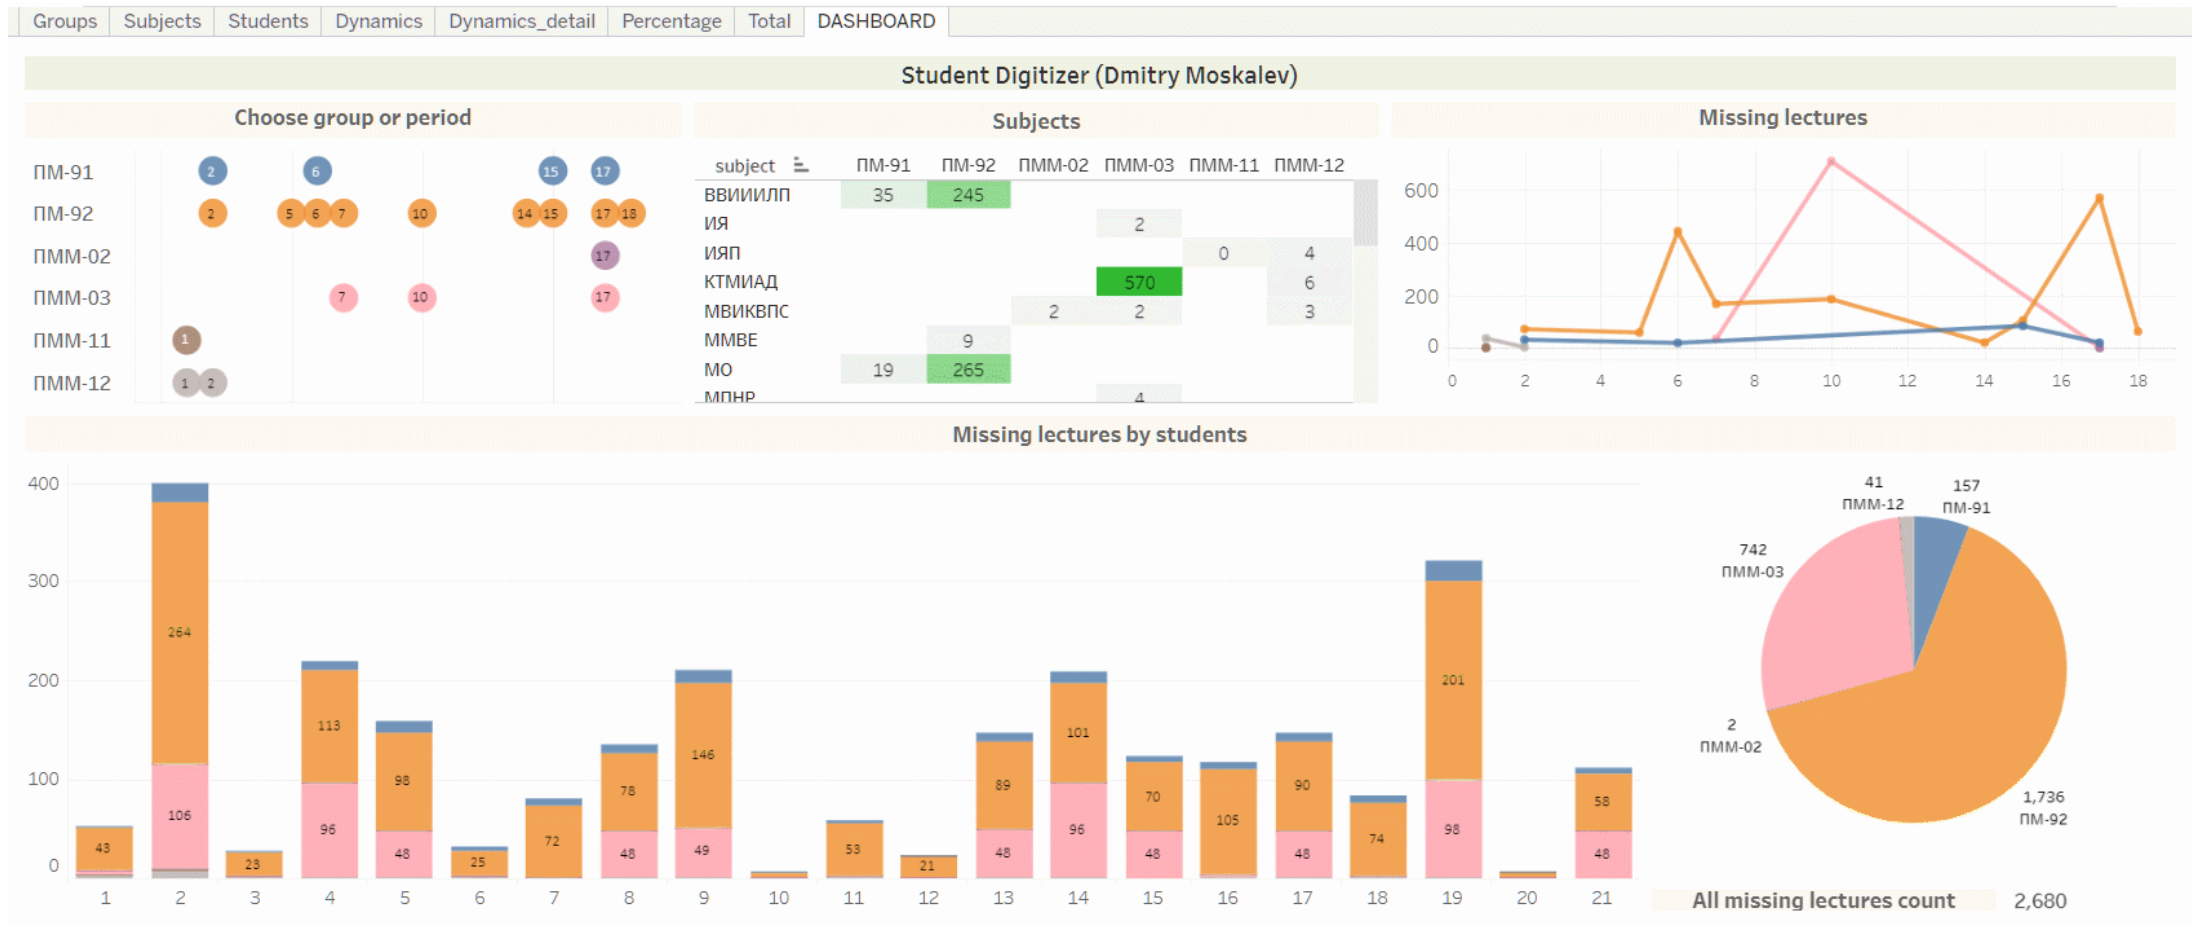 Groups Subjects Students Dynamics Dynamics_detail Percentage Total DASHBOARD
Student Digitizer (Dmitry Moskalev)
Choose group or period
ПМ-91 2 6 15 17
ПМ-92 2 5 6 7 10 14 15 17 18
ПММ-02 17
ПММ-03 7 10 17
ПММ-11 1
ПММ-12 1 2
Subjects
subject ПМ-91 ПМ-92 ПММ-02 ПММ-03 ПММ-11 ПММ-12
ВВИИИЛП 35 245
ИЯ 2
ИЯП 0 4
КТМИАД 570 6
МВИКВПС 2 2 3
ММВЕ 9
МО 19 265
МПНР 4
Missing lectures
600
400
200
0
0 2 4 6 8 10 12 14 16 18
Missing lectures by students
400
300
200
100
0
43
264
106
23
113
96
98
48
25
72
78
48
146
49
53
21
89
48
101
96
70
48
105
90
48
74
201
98
58
48
1 2 3 4 5 6 7 8 9 10 11 12 13 14 15 16 17 18 19 20 21
41
ПММ-12
157
ПМ-91
742
ПММ-03
2
ПММ-02
1,736
ПМ-92
All missing lectures count 2,680